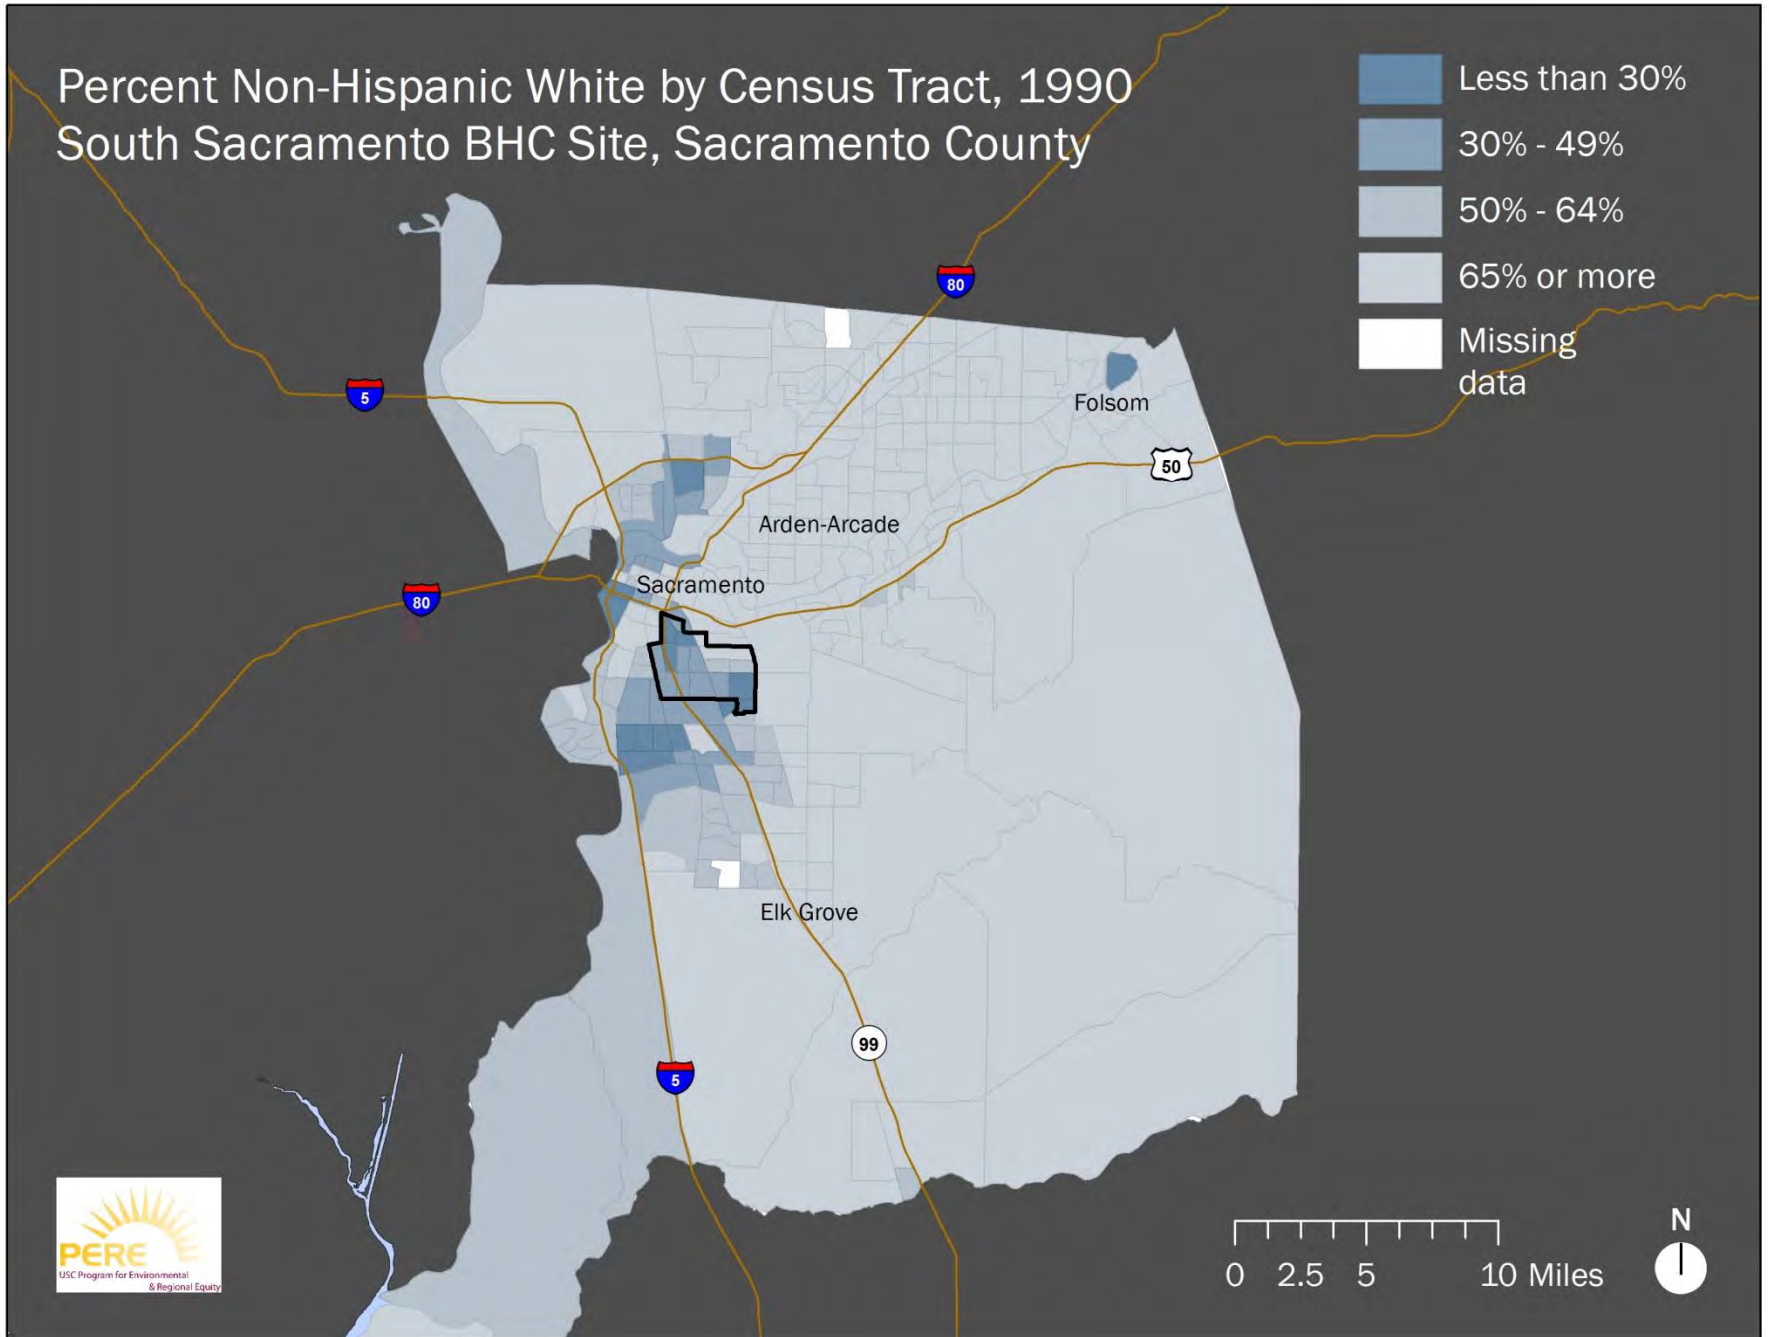 Percent Non-Hispanic White by Census Tract, 1990
South Sacramento BHC Site, Sacramento County
Less than 30%
30% - 49%
50% - 64%
65% or more
Missing
data
80
5
Folsom
50
Arden-Arcade
Sacramento
80
Elk Grove
99
5
PERE
USC Program for Environmental
& Regional Equity
N
0 2.5 5 10 Miles